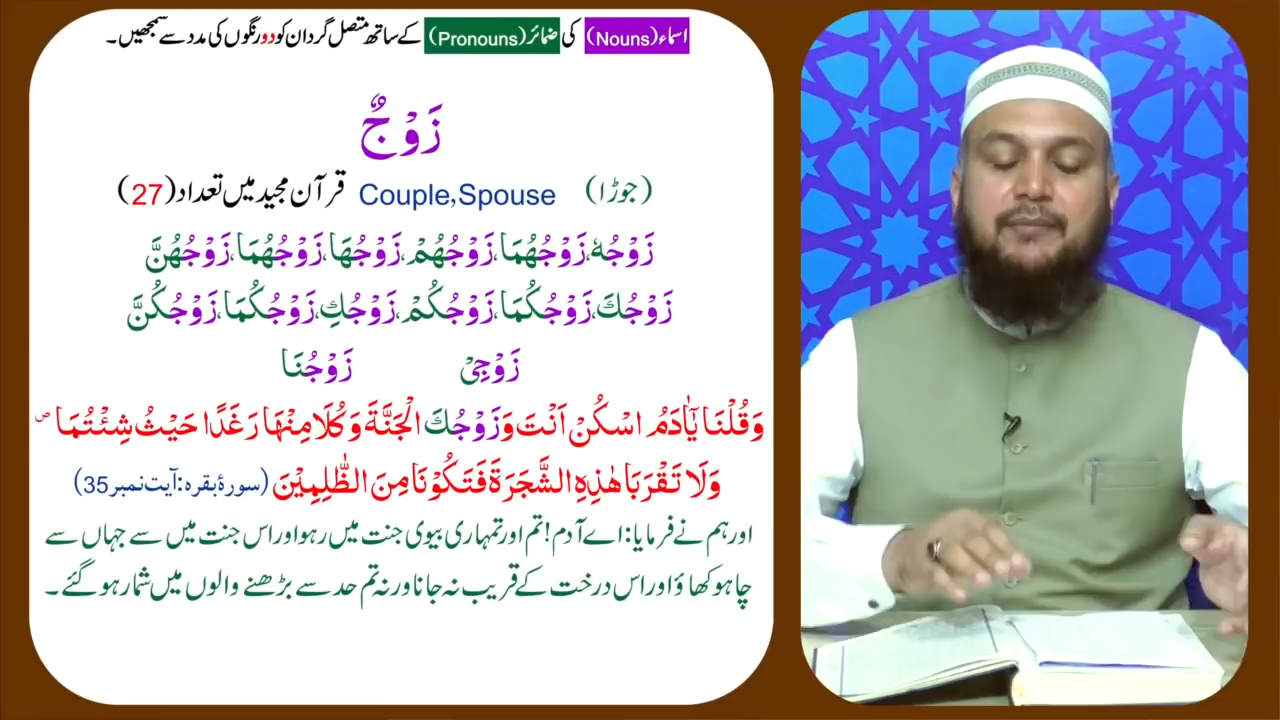 اسماء(Nouns) کی ضمائر(Pronouns) کے ساتھ متصل گردان کو دو رنگوں کی مدد سے سمجھیں۔
زَوْجٌ
(جوڑا) Couple,Spouse قرآن مجید میں تعداد(27)
زَوْجُهٗ،زَوْجُهُمَا،زَوْجُهُمْ،زَوْجُهَا،زَوْجُهُمَا،زَوْجُهُنَّ
زَوْجُكَ،زَوْجُكُمَا،زَوْجُكُمْ،زَوْجُكِ،زَوْجُكُمَا،زَوْجُكُنَّ
زَوْجِيْ زَوْجُنَا
وَقُلْنَا يٰۤاٰدَمُ اسْكُنْ اَنْتَ وَزَوْجُكَ الْجَنَّةَ وَكُلَا مِنْهَا رَغَدًا حَيْثُ شِئْتُمَا ۪
وَلَا تَقْرَبَا هٰذِهِ الشَّجَرَةَ فَتَكُوْنَا مِنَ الظّٰلِمِيْنَ (سورۂ بقرہ:آیت نمبر35)
اور ہم نے فرمایا: اے آدم! تم اور تمہاری بیوی جنت میں رہو اور اس جنت میں سے جہاں سے
چاہو کھاؤ اور اس درخت کے قریب نہ جانا ورنہ تم حد سے بڑھنے والوں میں شمار ہو گئے۔